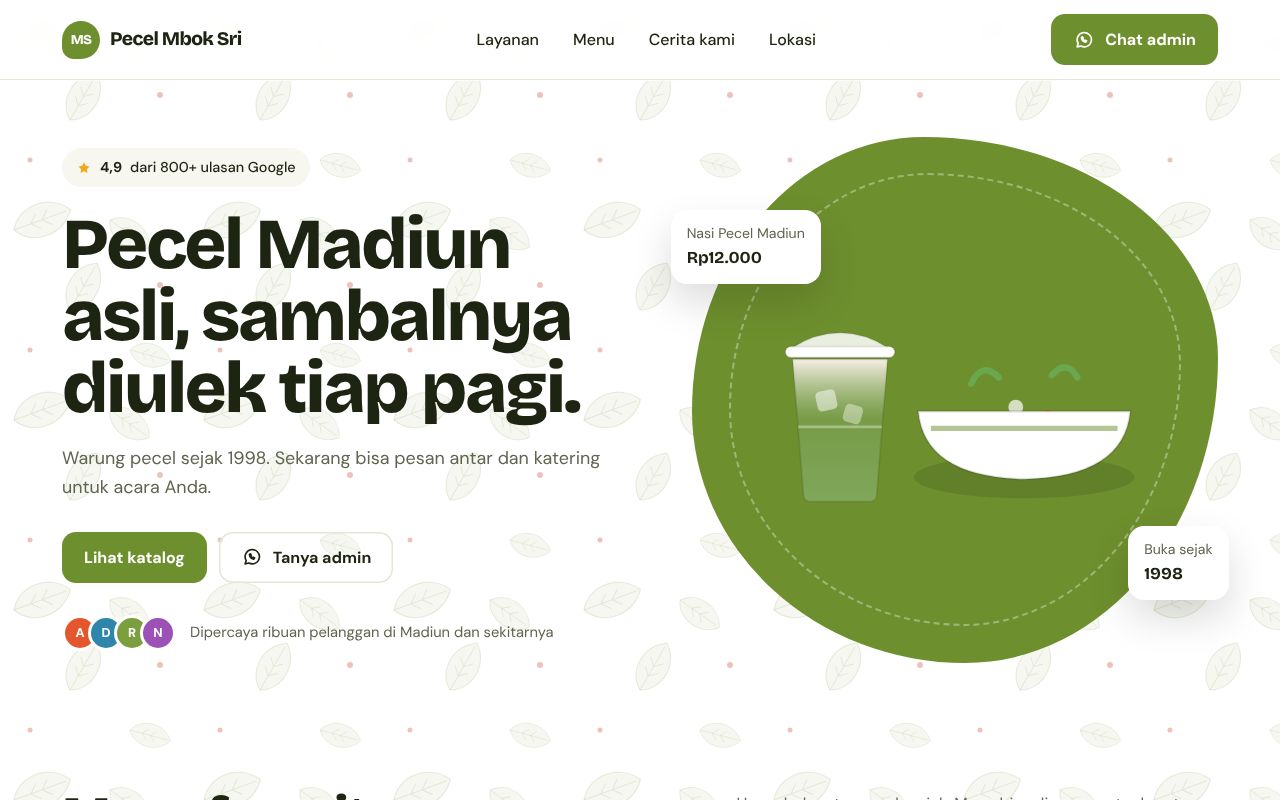 MS
Pecel Mbok Sri
Layanan
Menu
Cerita kami
Lokasi
Chat admin
4,9 dari 800+ ulasan Google
Pecel Madiun
asli, sambalnya
diulek tiap pagi.
Warung pecel sejak 1998. Sekarang bisa pesan antar dan katering
untuk acara Anda.
Lihat katalog
Tanya admin
A D R N
Dipercaya ribuan pelanggan di Madiun dan sekitarnya
Nasi Pecel Madiun
Rp12.000
Buka sejak
1998